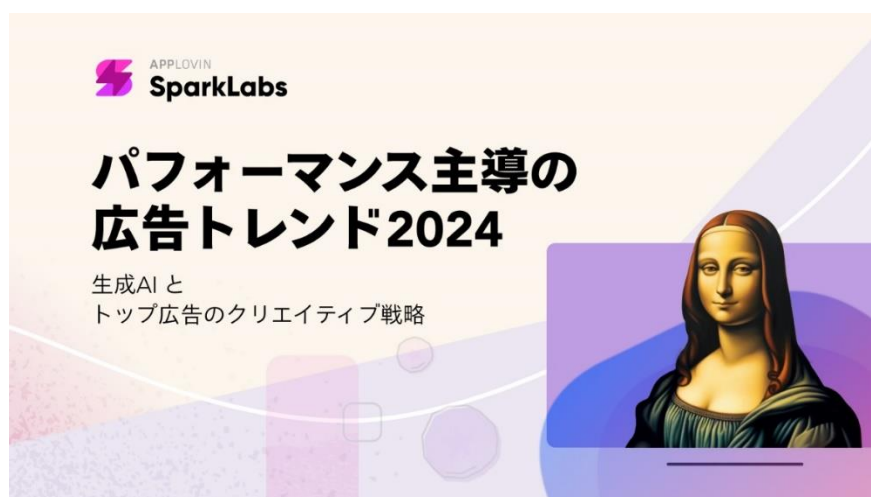 APPLOVIN
SparkLabs
パフォーマンス主導の
広告トレンド2024
生成AI と
トップ広告のクリエイティブ戦略